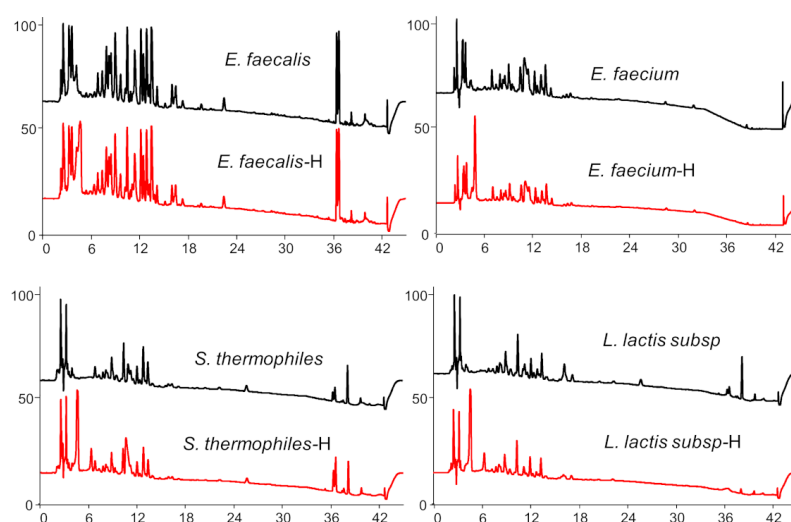 100
E. faecalis
50
E. faecalis-H
0
0 6 12 18 24 30 36 42
100
E. faecium
50
E. faecium-H
0
0 6 12 18 24 30 36 42
100
S. thermophiles
50
S. thermophiles-H
0
0 6 12 18 24 30 36 42
100
L. lactis subsp
50
L. lactis subsp-H
0
0 6 12 18 24 30 36 42